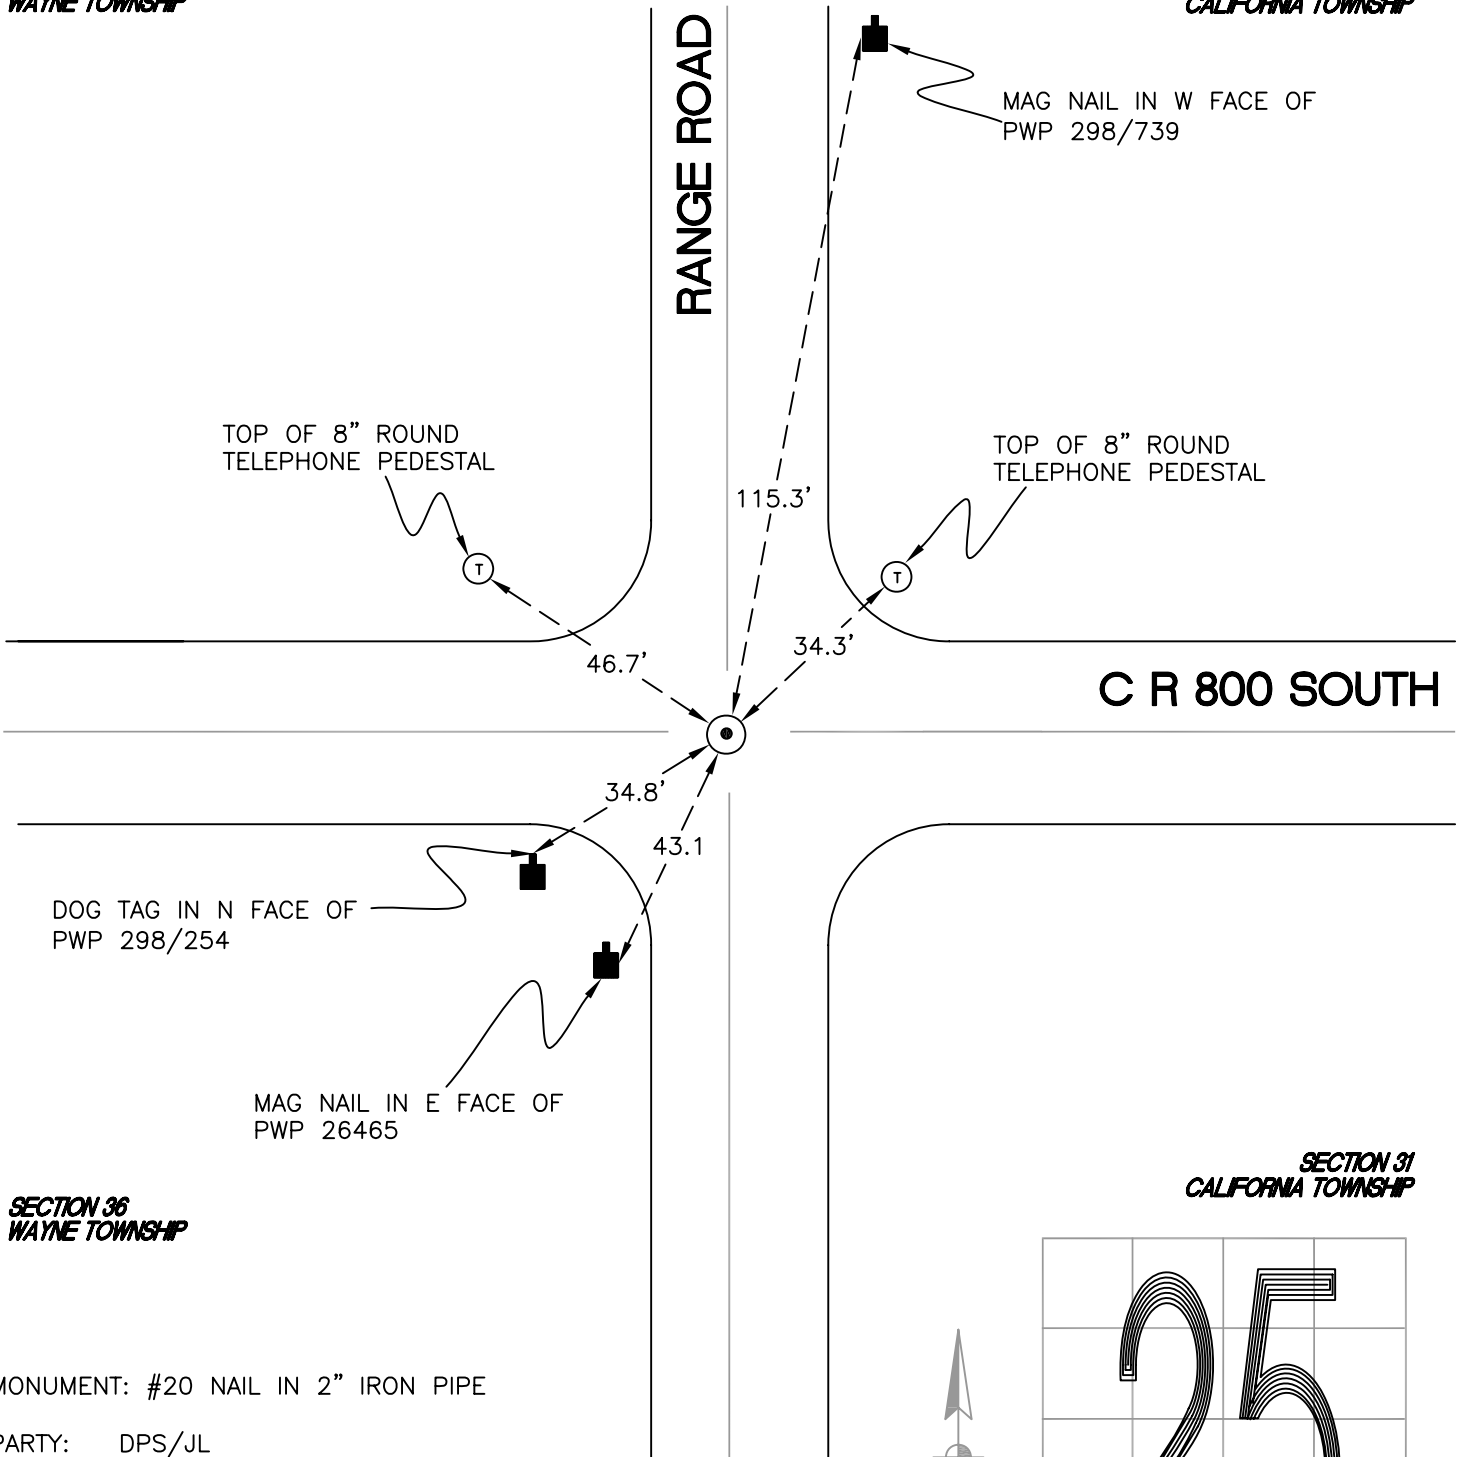 WAYNE TOWNSHIP
CALIFORNIA TOWNSHIP
RANGE ROAD
MAG NAIL IN W FACE OF
PWP 298/739
TOP OF 8” ROUND
TELEPHONE PEDESTAL
TOP OF 8” ROUND
TELEPHONE PEDESTAL
115.3’
T
T
46.7’
34.3’
C R 800 SOUTH
34.8’
43.1
DOG TAG IN N FACE OF
PWP 298/254
MAG NAIL IN E FACE OF
PWP 26465
SECTION 31
CALIFORNIA TOWNSHIP
SECTION 36
WAYNE TOWNSHIP
25
MONUMENT: #20 NAIL IN 2” IRON PIPE
PARTY: DPS/JL